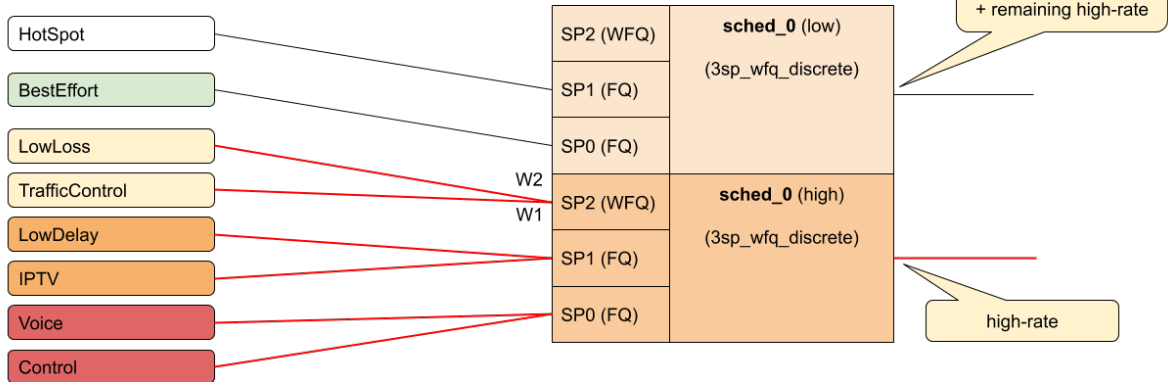 + remaining high-rate
HotSpot
BestEffort
LowLoss
TrafficControl
LowDelay
IPTV
Voice
Control
W2
W1
SP2 (WFQ)
SP1 (FQ)
SP0 (FQ)
SP2 (WFQ)
SP1 (FQ)
SP0 (FQ)
sched_0 (low)
(3sp_wfq_discrete)
sched_0 (high)
(3sp_wfq_discrete)
high-rate